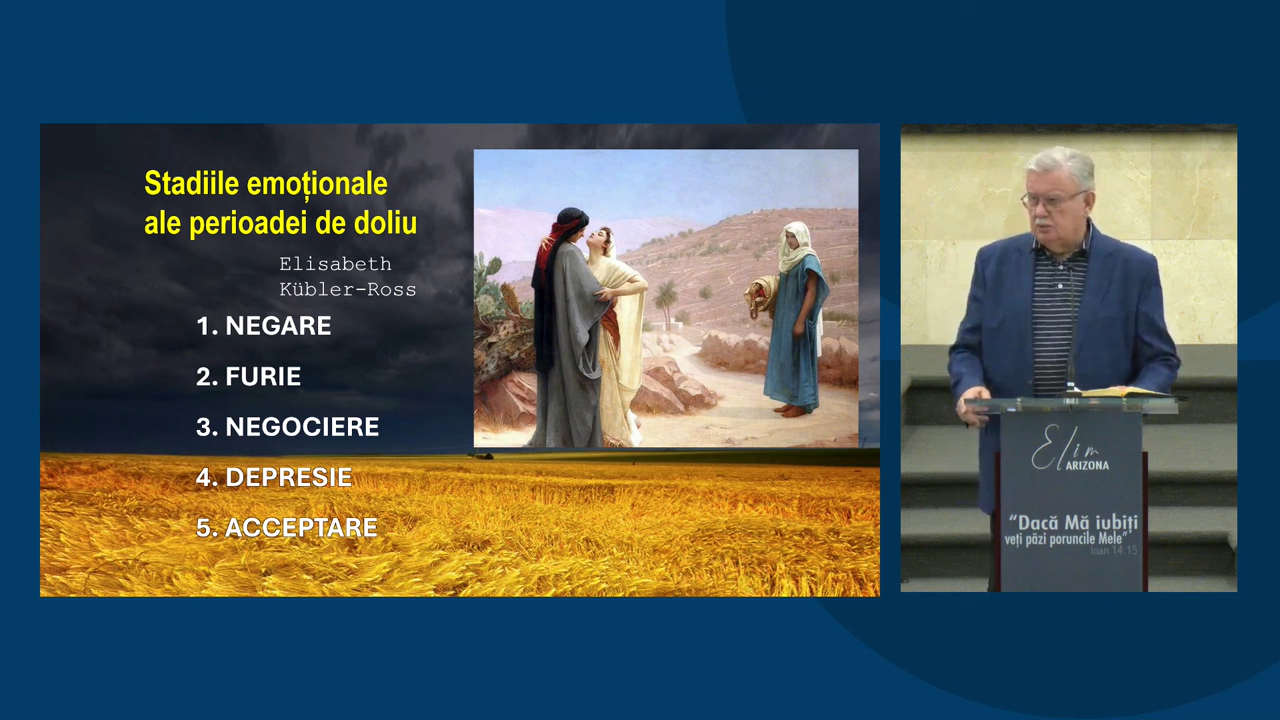 Stadiile emoționale
ale perioadei de doliu
Elisabeth
Kübler-Ross
1. NEGARE
2. FURIE
3. NEGOCIERE
4. DEPRESIE
5. ACCEPTARE
Elim
ARIZONA
“Dacă Mă iubiți
veți păzi poruncile Mele”
Ioan 14:15